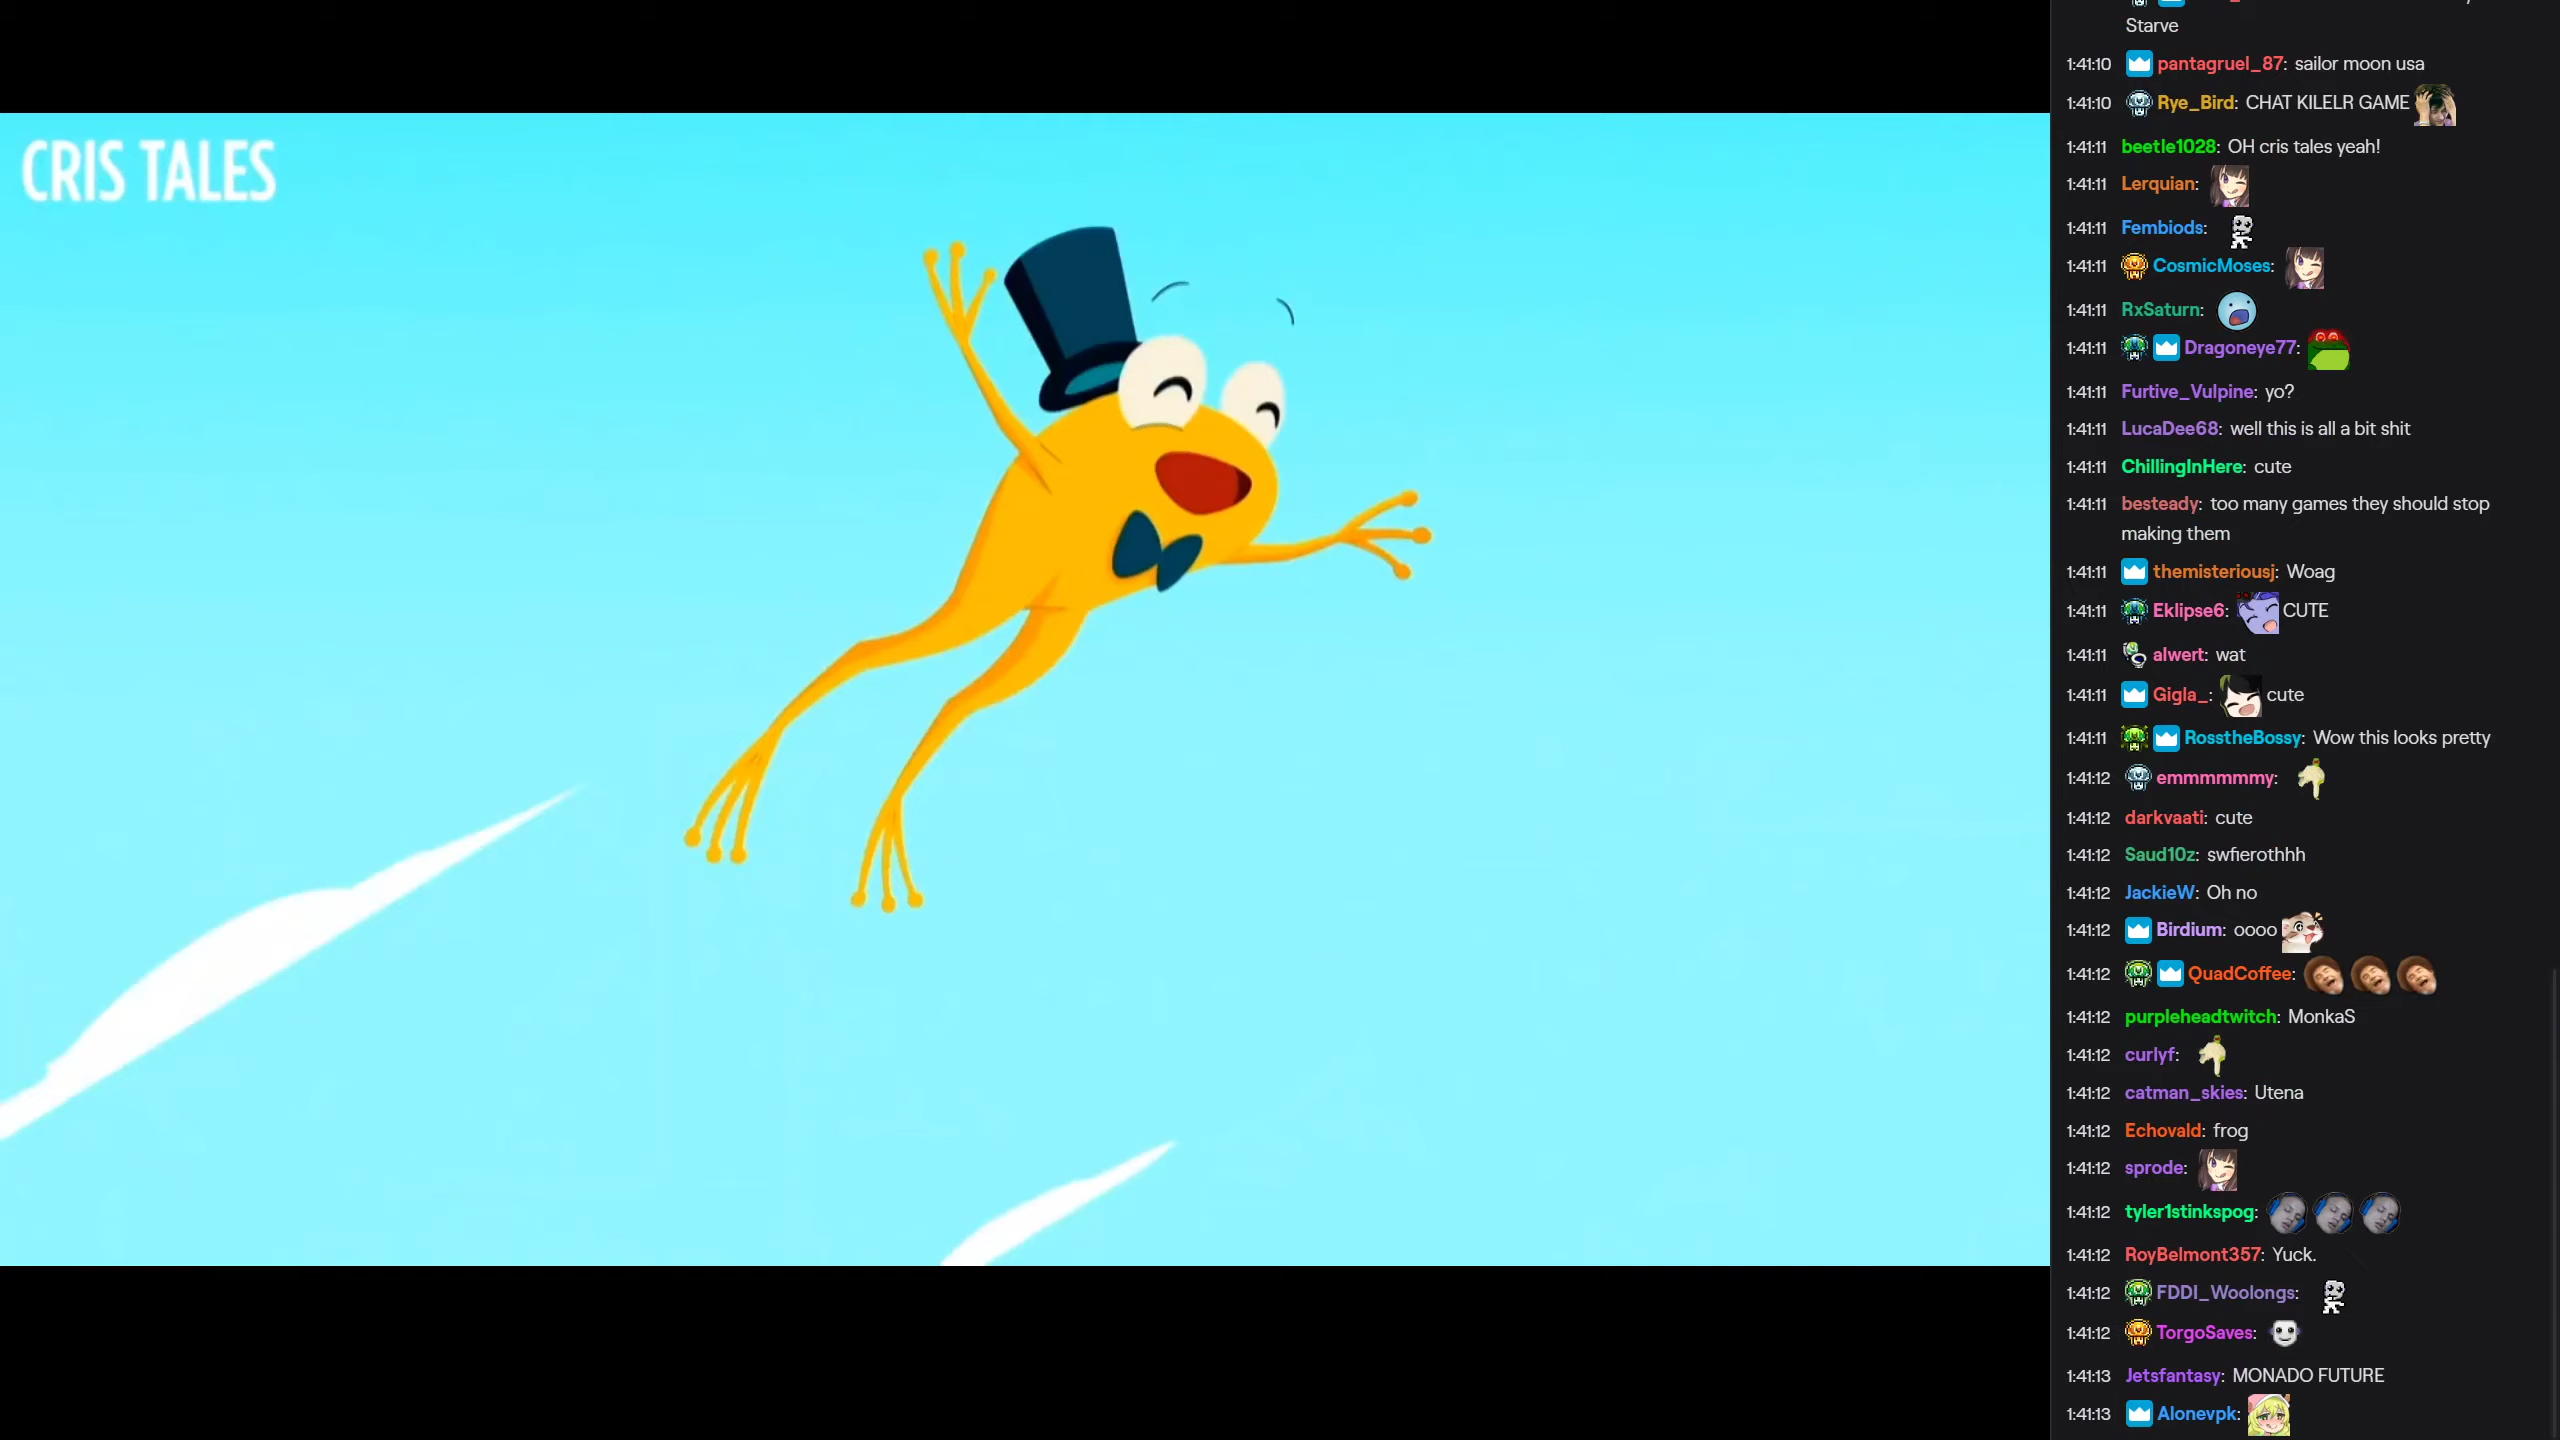 CRIS TALES
Starve
1:41:10 pantagruel_87: sailor moon usa
1:41:10 Rye_Bird: CHAT KILELR GAME
1:41:11 beetle1028: OH cris tales yeah!
1:41:11 Lerquian:
1:41:11 Fembiods:
1:41:11 CosmicMoses:
1:41:11 RxSaturn:
1:41:11 Dragoneye77:
1:41:11 Furtive_Vulpine: yo?
1:41:11 LucaDee68: well this is all a bit shit
1:41:11 ChillingInHere: cute
1:41:11 besteady: too many games they should stop
making them
1:41:11 themisteriousj: Woag
1:41:11 Eklipse6: CUTE
1:41:11 alwert: wat
1:41:11 Gigla_: cute
1:41:11 RosstheBossy: Wow this looks pretty
1:41:12 emmmmmmy:
1:41:12 darkvaati: cute
1:41:12 Saud10z: swfierothhh
1:41:12 JackieW: Oh no
1:41:12 Birdium: oooo
1:41:12 QuadCoffee:
1:41:12 purpleheadtwitch: MonkaS
1:41:12 curlyf:
1:41:12 catman_skies: Utena
1:41:12 Echovald: frog
1:41:12 sprode:
1:41:12 tyler1stinkspog:
1:41:12 RoyBelmont357: Yuck.
1:41:12 FDDI_Woolongs:
1:41:12 TorgoSaves:
1:41:13 Jetsfantasy: MONADO FUTURE
1:41:13 Alonevpk: